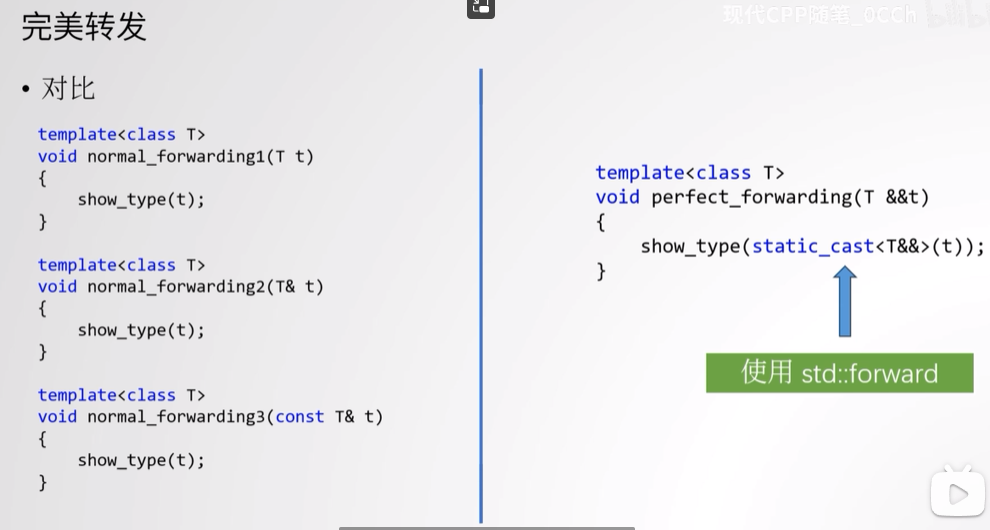 完美转发
现代CPP随笔_0CCh
• 对比
template<class T>
void normal_forwarding1(T t)
{
    show_type(t);
}
template<class T>
void normal_forwarding2(T& t)
{
    show_type(t);
}
template<class T>
void normal_forwarding3(const T& t)
{
    show_type(t);
}
template<class T>
void perfect_forwarding(T &&t)
{
    show_type(static_cast<T&&>(t));
}
使用 std::forward